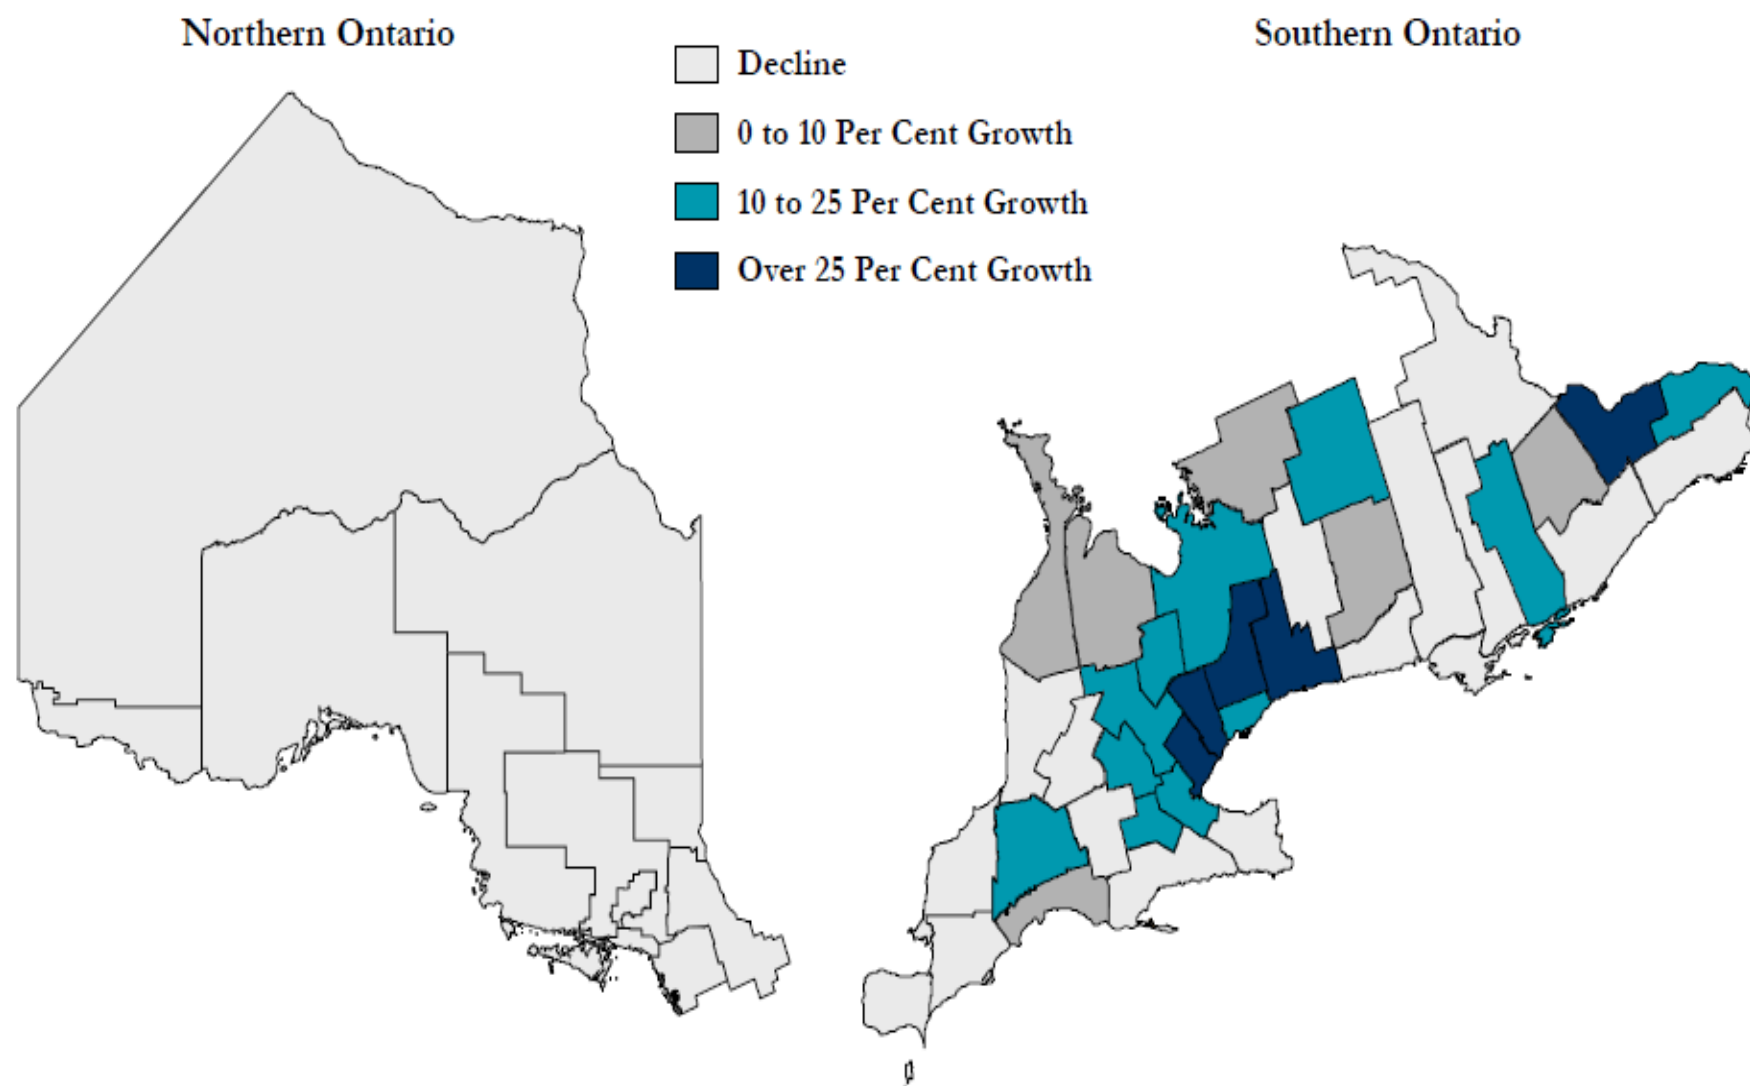 Northern Ontario
Southern Ontario
Decline
0 to 10 Per Cent Growth
10 to 25 Per Cent Growth
Over 25 Per Cent Growth